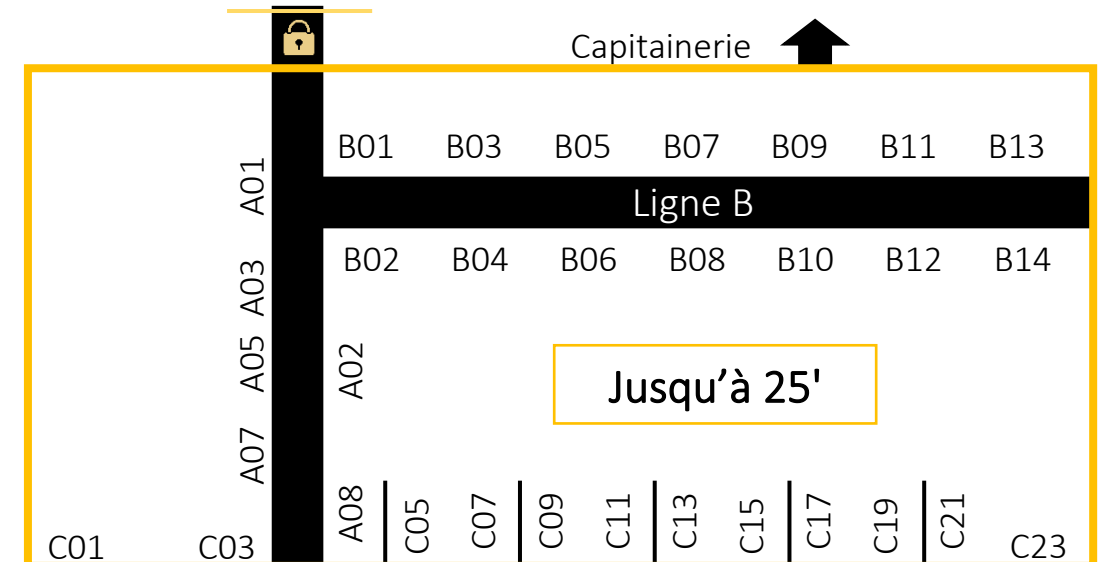 Capitainerie
B01 B03 B05 B07 B09 B11 B13
A01
Ligne B
B02 B04 B06 B08 B10 B12 B14
A03
A05
A02
Jusqu'à 25'
A07
A08
C05 C07 C09 C11 C13 C15 C17 C19 C21
C01 C03 C23